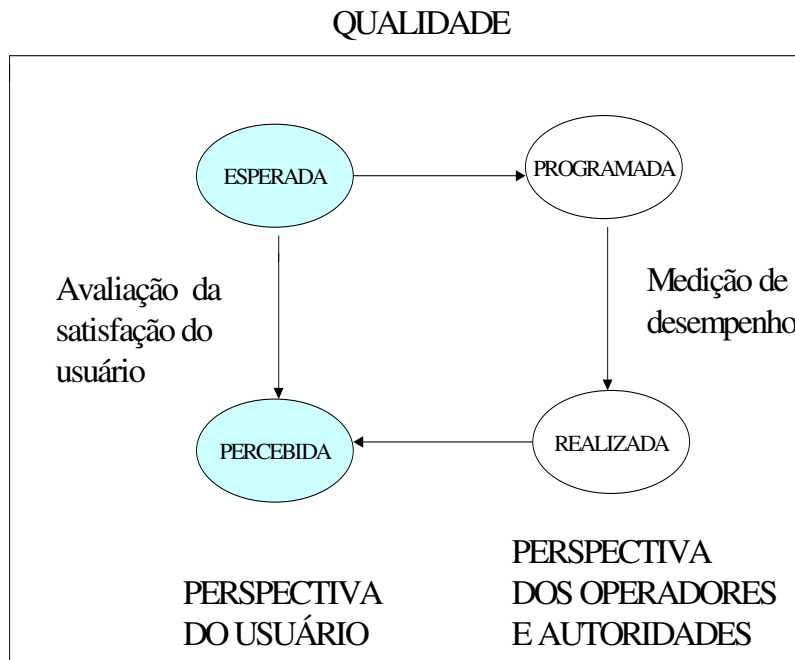 QUALIDADE
ESPERADA
PROGRAMADA
Avaliação da
satisfação do
usuário
Medição de
desempenho
PERCEBIDA
REALIZADA
PERSPECTIVA
DO USUÁRIO
PERSPECTIVA
DOS OPERADORES
E AUTORIDADES